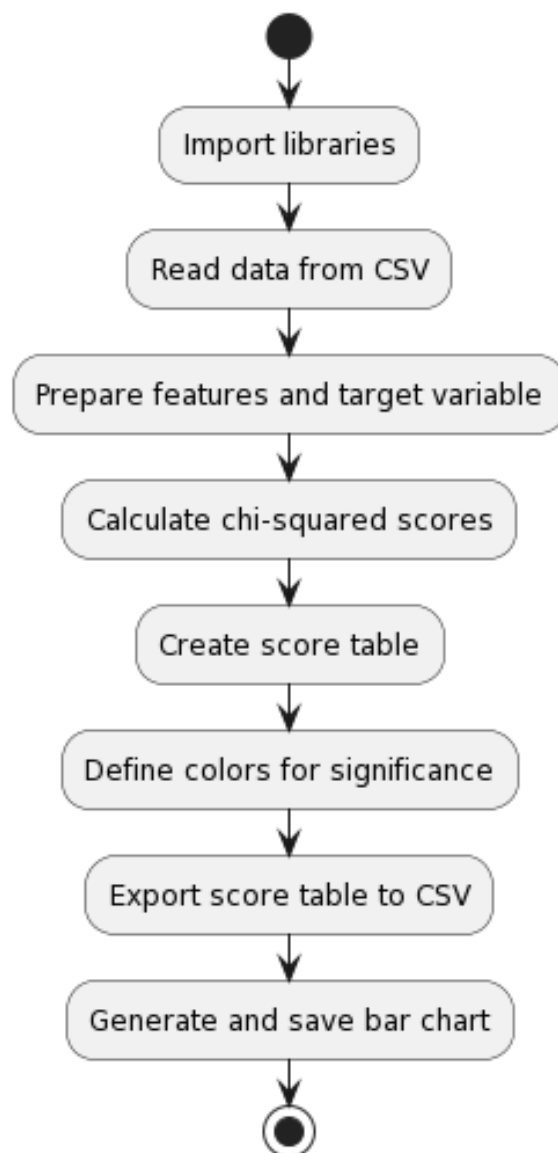 Import libraries
Read data from CSV
Prepare features and target variable
Calculate chi-squared scores
Create score table
Define colors for significance
Export score table to CSV
Generate and save bar chart